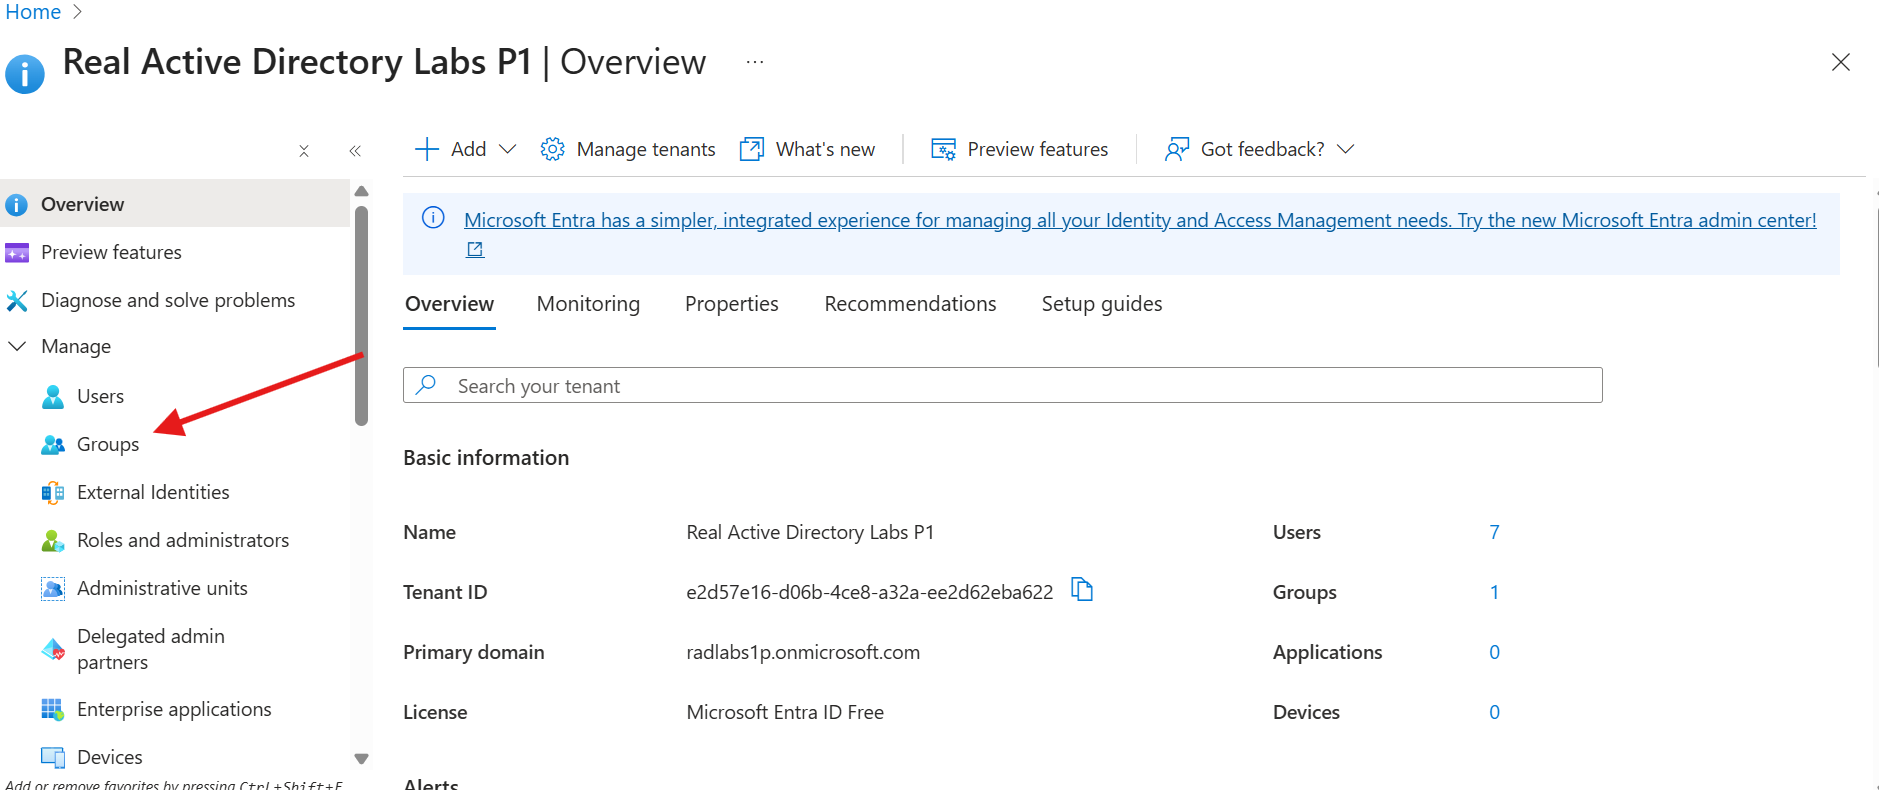 Home
Real Active Directory Labs P1 | Overview ...
Add
Manage tenants
What's new
Preview features
Got feedback?
Overview
Preview features
Diagnose and solve problems
Manage
Users
Groups
External Identities
Roles and administrators
Administrative units
Delegated admin
partners
Enterprise applications
Devices
Add or remove favorites by pressing Ctrl+Shift+F
Microsoft Entra has a simpler, integrated experience for managing all your Identity and Access Management needs. Try the new Microsoft Entra admin center!
Overview Monitoring Properties Recommendations Setup guides
Search your tenant
Basic information
Name Real Active Directory Labs P1 Users 7
Tenant ID e2d57e16-d06b-4ce8-a32a-ee2d62eba622 Groups 1
Primary domain radlabs1p.onmicrosoft.com Applications 0
License Microsoft Entra ID Free Devices 0
Alerts